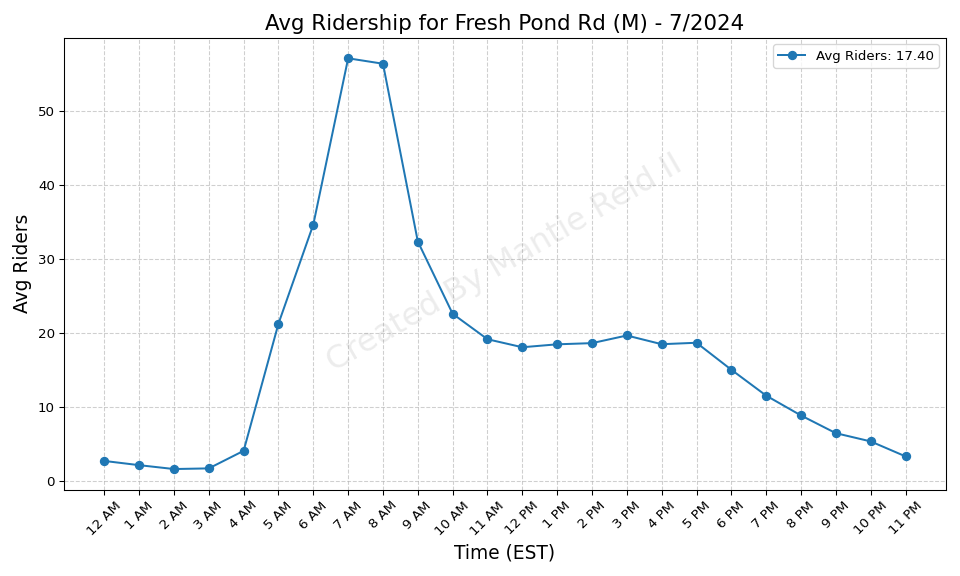 Avg Ridership for Fresh Pond Rd (M) - 7/2024
Avg Riders: 17.40
Avg Riders
50
40
30
20
10
0
Created By Mantie Reid II
12 AM
1 AM
2 AM
3 AM
4 AM
5 AM
6 AM
7 AM
8 AM
9 AM
10 AM
11 AM
12 PM
1 PM
2 PM
3 PM
4 PM
5 PM
6 PM
7 PM
8 PM
9 PM
10 PM
11 PM
Time (EST)